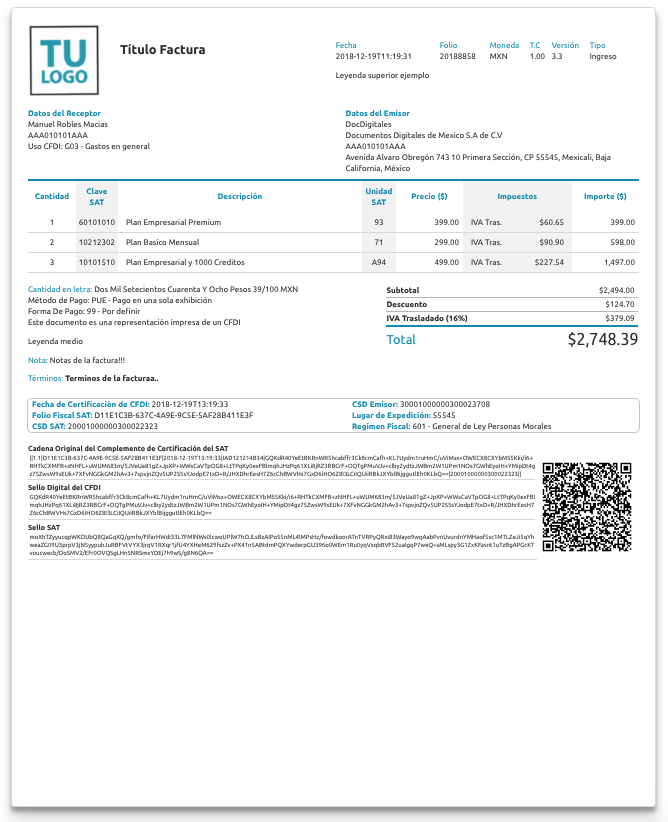 TU
LOGO
Título Factura
Fecha Folio Moneda T.C Versión Tipo
2018-12-19T11:19:31 20188858 MXN 1.00 3.3 Ingreso
Leyenda superior ejemplo
Datos del Receptor
Manuel Robles Macias
AAA010101AAA
Uso CFDI: G03 - Gastos en general
Datos del Emisor
DocDigitales
Documentos Digitales de Mexico S.A de C.V
AAA010101AAA
Avenida Alvaro Obregón 743 10 Primera Sección, CP 55545, Mexicali, Baja
California, México
Cantidad Clave SAT Descripción Unidad SAT Precio ($) Impuestos Importe ($)
1 60101010 Plan Empresarial Premium 93 399.00 IVA Tras. $60.65 399.00
2 10212302 Plan Basico Mensual 71 299.00 IVA Tras. $90.90 598.00
3 10101510 Plan Empresarial y 1000 Creditos A94 499.00 IVA Tras. $227.54 1,497.00
Cantidad en letra: Dos Mil Setecientos Cuarenta Y Ocho Pesos 39/100 MXN
Método de Pago: PUE - Pago en una sola exhibición
Forma De Pago: 99 - Por definir
Este documento es una representación impresa de un CFDI
Leyenda medio
Nota: Notas de la factura!!!
Términos: Terminos de la facturaa..
Subtotal $2,494.00
Descuento $124.70
IVA Trasladado (16%) $379.09
Total $2,748.39
Fecha de Certificación de CFDI: 2018-12-19T13:19:33
Folio Fiscal SAT: D11E1C3B-637C-4A9E-9C5E-5AF28B411E3F
CSD SAT: 20001000000300022323
CSD Emisor: 30001000000300023708
Lugar de Expedición: 55545
Regimen Fiscal: 601 - General de Ley Personas Morales
Cadena Original del Complemento de Certificación del SAT
Sello Digital del CFDI
Sello SAT